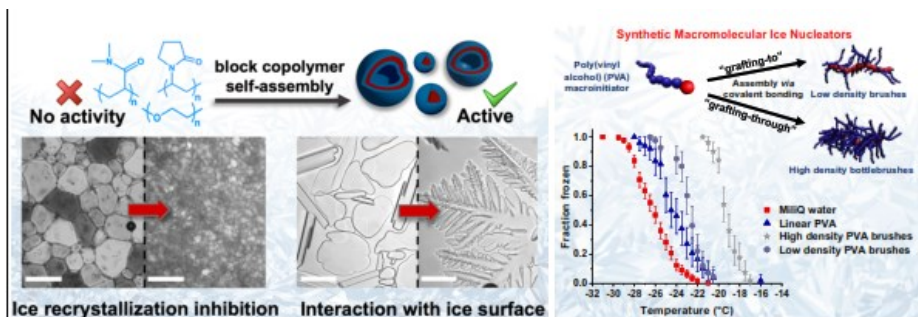 No activity
block copolymer
self-assembly
Active
N
O
n
N
O
n
O
n
Ice recrystallization inhibition
Interaction with ice surface
Synthetic Macromolecular Ice Nucleators
Poly(vinyl
alcohol) (PVA)
macroinitiator
"grafting-to"
Assembly via
covalent bonding
"grafting-through"
Low density brushes
High density bottlebrushes
Fraction frozen
1.0
0.8
0.6
0.4
0.2
0.0
MiliQ water
Linear PVA
High density PVA brushes
Low density PVA brushes
-31 -28 -26 -24 -22 -20 -18 -16 -14
Temperature (°C)